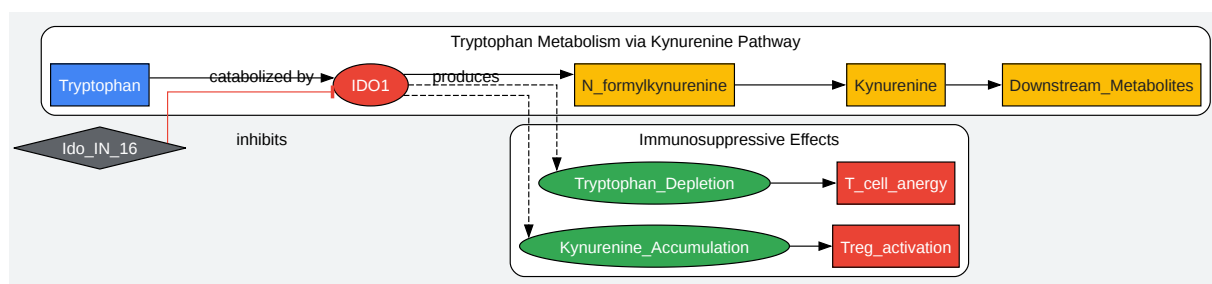 Tryptophan Metabolism via Kynurenine Pathway
Tryptophan
catabolized by
IDO1
produces
N_formylkynurenine
Kynurenine
Downstream_Metabolites
Ido_IN_16
inhibits
Immunosuppressive Effects
Tryptophan_Depletion
T_cell_anergy
Kynurenine_Accumulation
Treg_activation